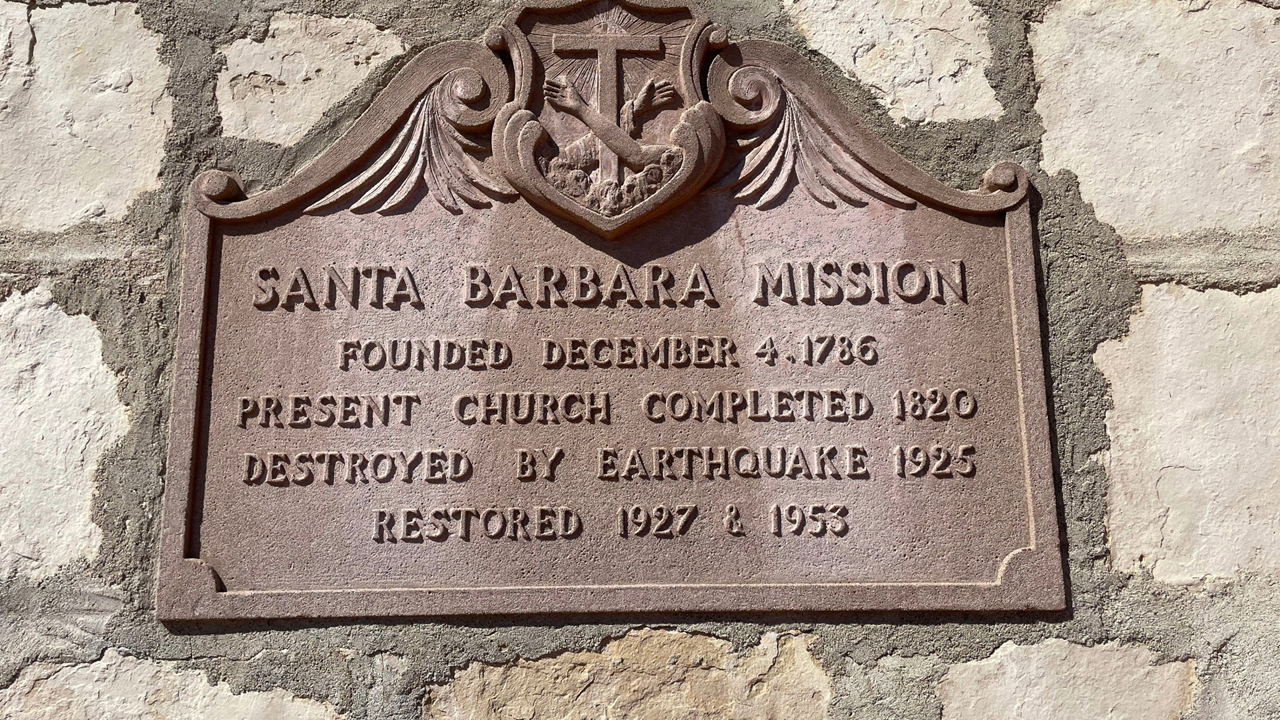 SANTA BARBARA MISSION
FOUNDED DECEMBER 4, 1786
PRESENT CHURCH COMPLETED 1820
DESTROYED BY EARTHQUAKE 1925
RESTORED 1927 & 1953